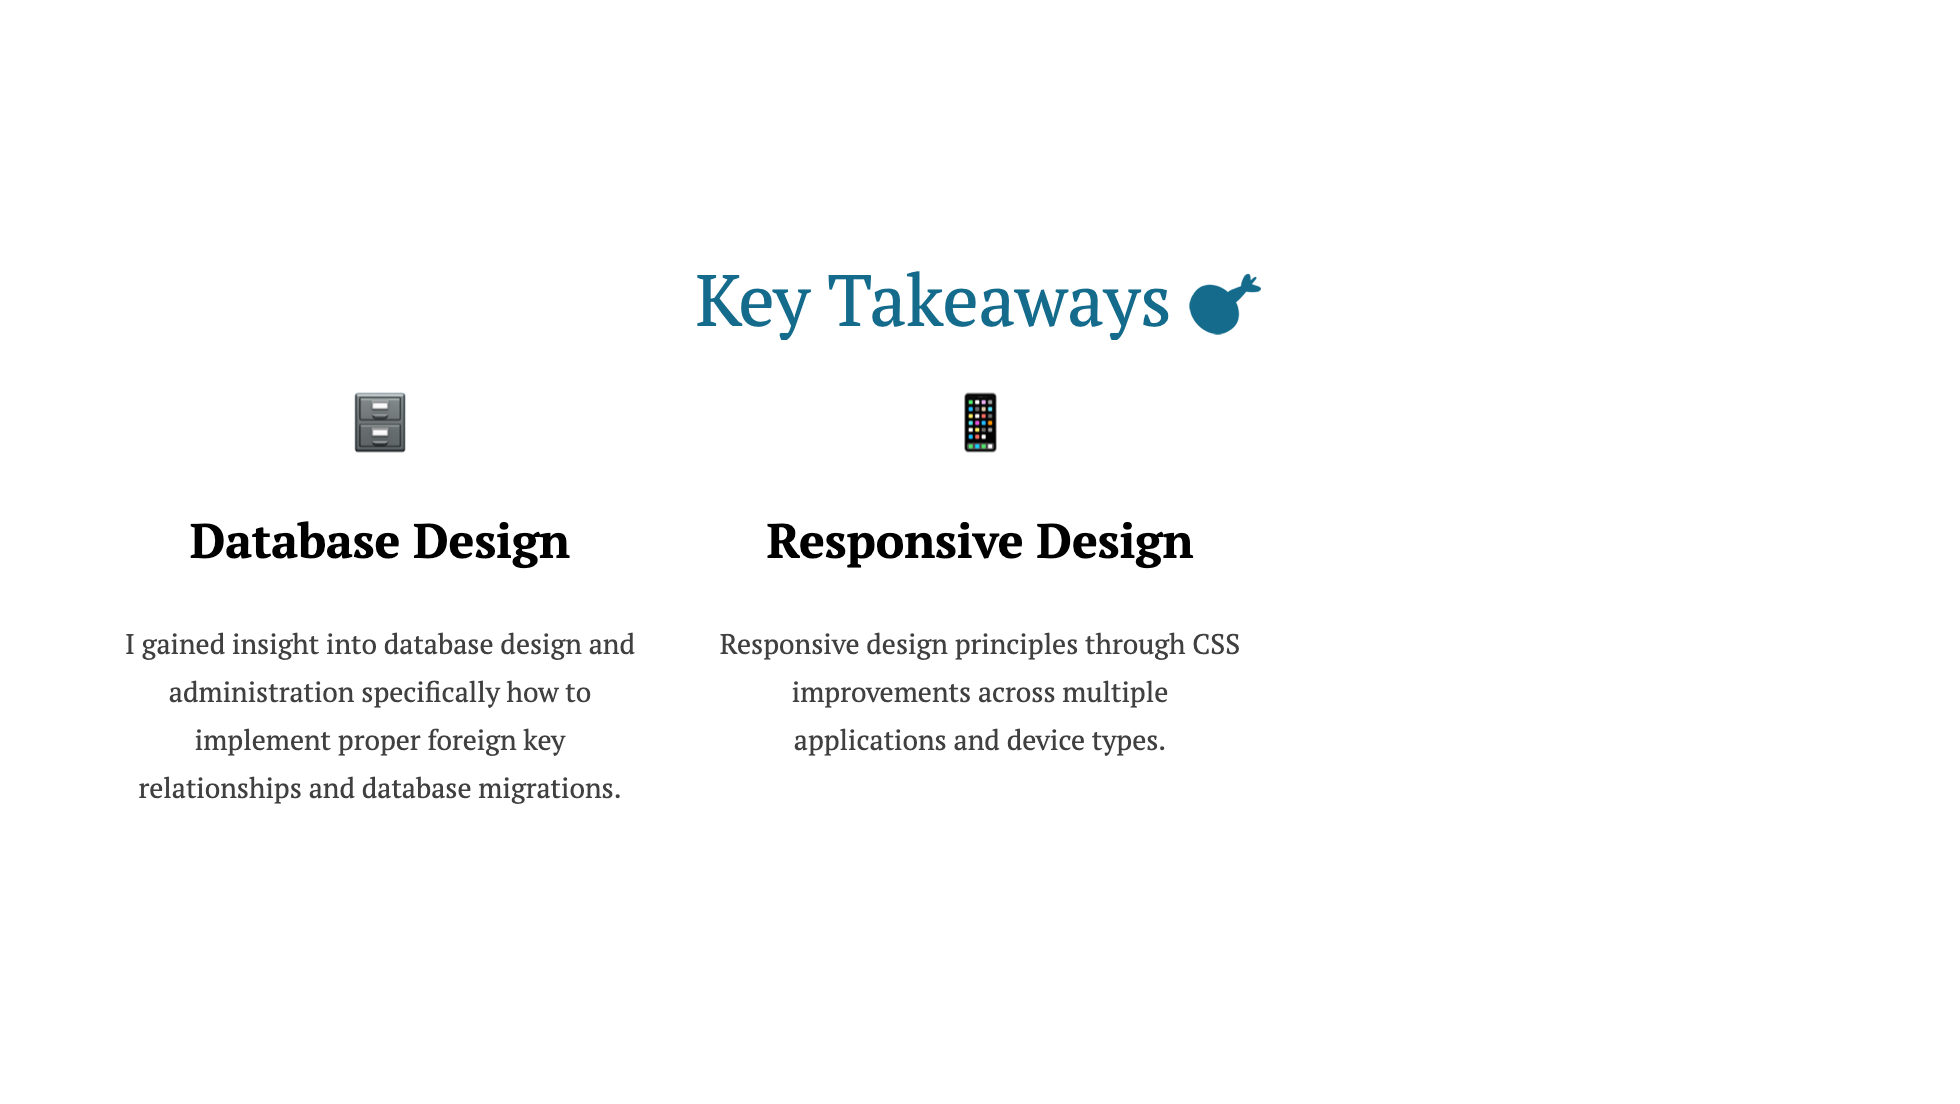 Key Takeaways
Database Design
I gained insight into database design and
administration specifically how to
implement proper foreign key
relationships and database migrations.
Responsive Design
Responsive design principles through CSS
improvements across multiple
applications and device types.